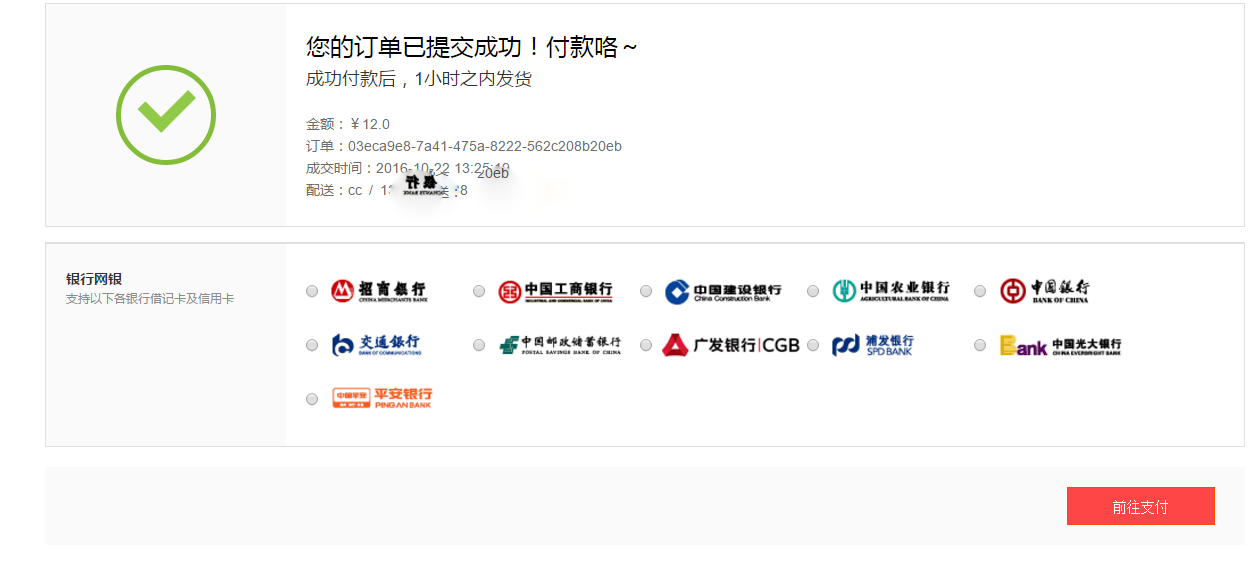 您的订单已提交成功！付款咯～
成功付款后，1小时之内发货
金额：￥12.0
订单：03eca9e8-7a41-475a-8222-562c208b20eb
成交时间：2016-10-22 13:25:19
20eb
配送：cc / 1
8
银行网银
支持以下各银行借记卡及信用卡
招商银行 CHINA MERCHANTS BANK
中国工商银行 INDUSTRIAL AND COMMERCIAL BANK OF CHINA
中国建设银行 China Construction Bank
中国农业银行 AGRICULTURAL BANK OF CHINA
中国银行 BANK OF CHINA
交通银行 BANK OF COMMUNICATIONS
中国邮政储蓄银行 POSTAL SAVINGS BANK OF CHINA
广发银行|CGB
浦发银行 SPD BANK
Bank 中国光大银行 CHINA EVERBRIGHT BANK
中国平安 平安银行 PING AN BANK
前往支付